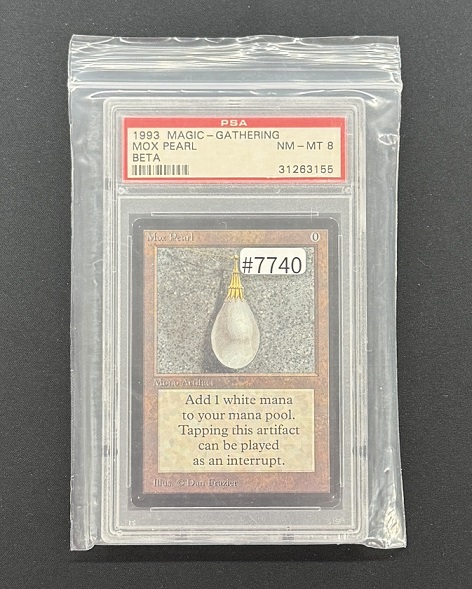 PSA
1993 MAGIC-GATHERING
MOX PEARL NM-MT 8
BETA
31263155
Mox Pearl 0
#7740
Mono Artifact
Add 1 white mana
to your mana pool.
Tapping this artifact
can be played
as an interrupt.
Illus. © Dan Frazier